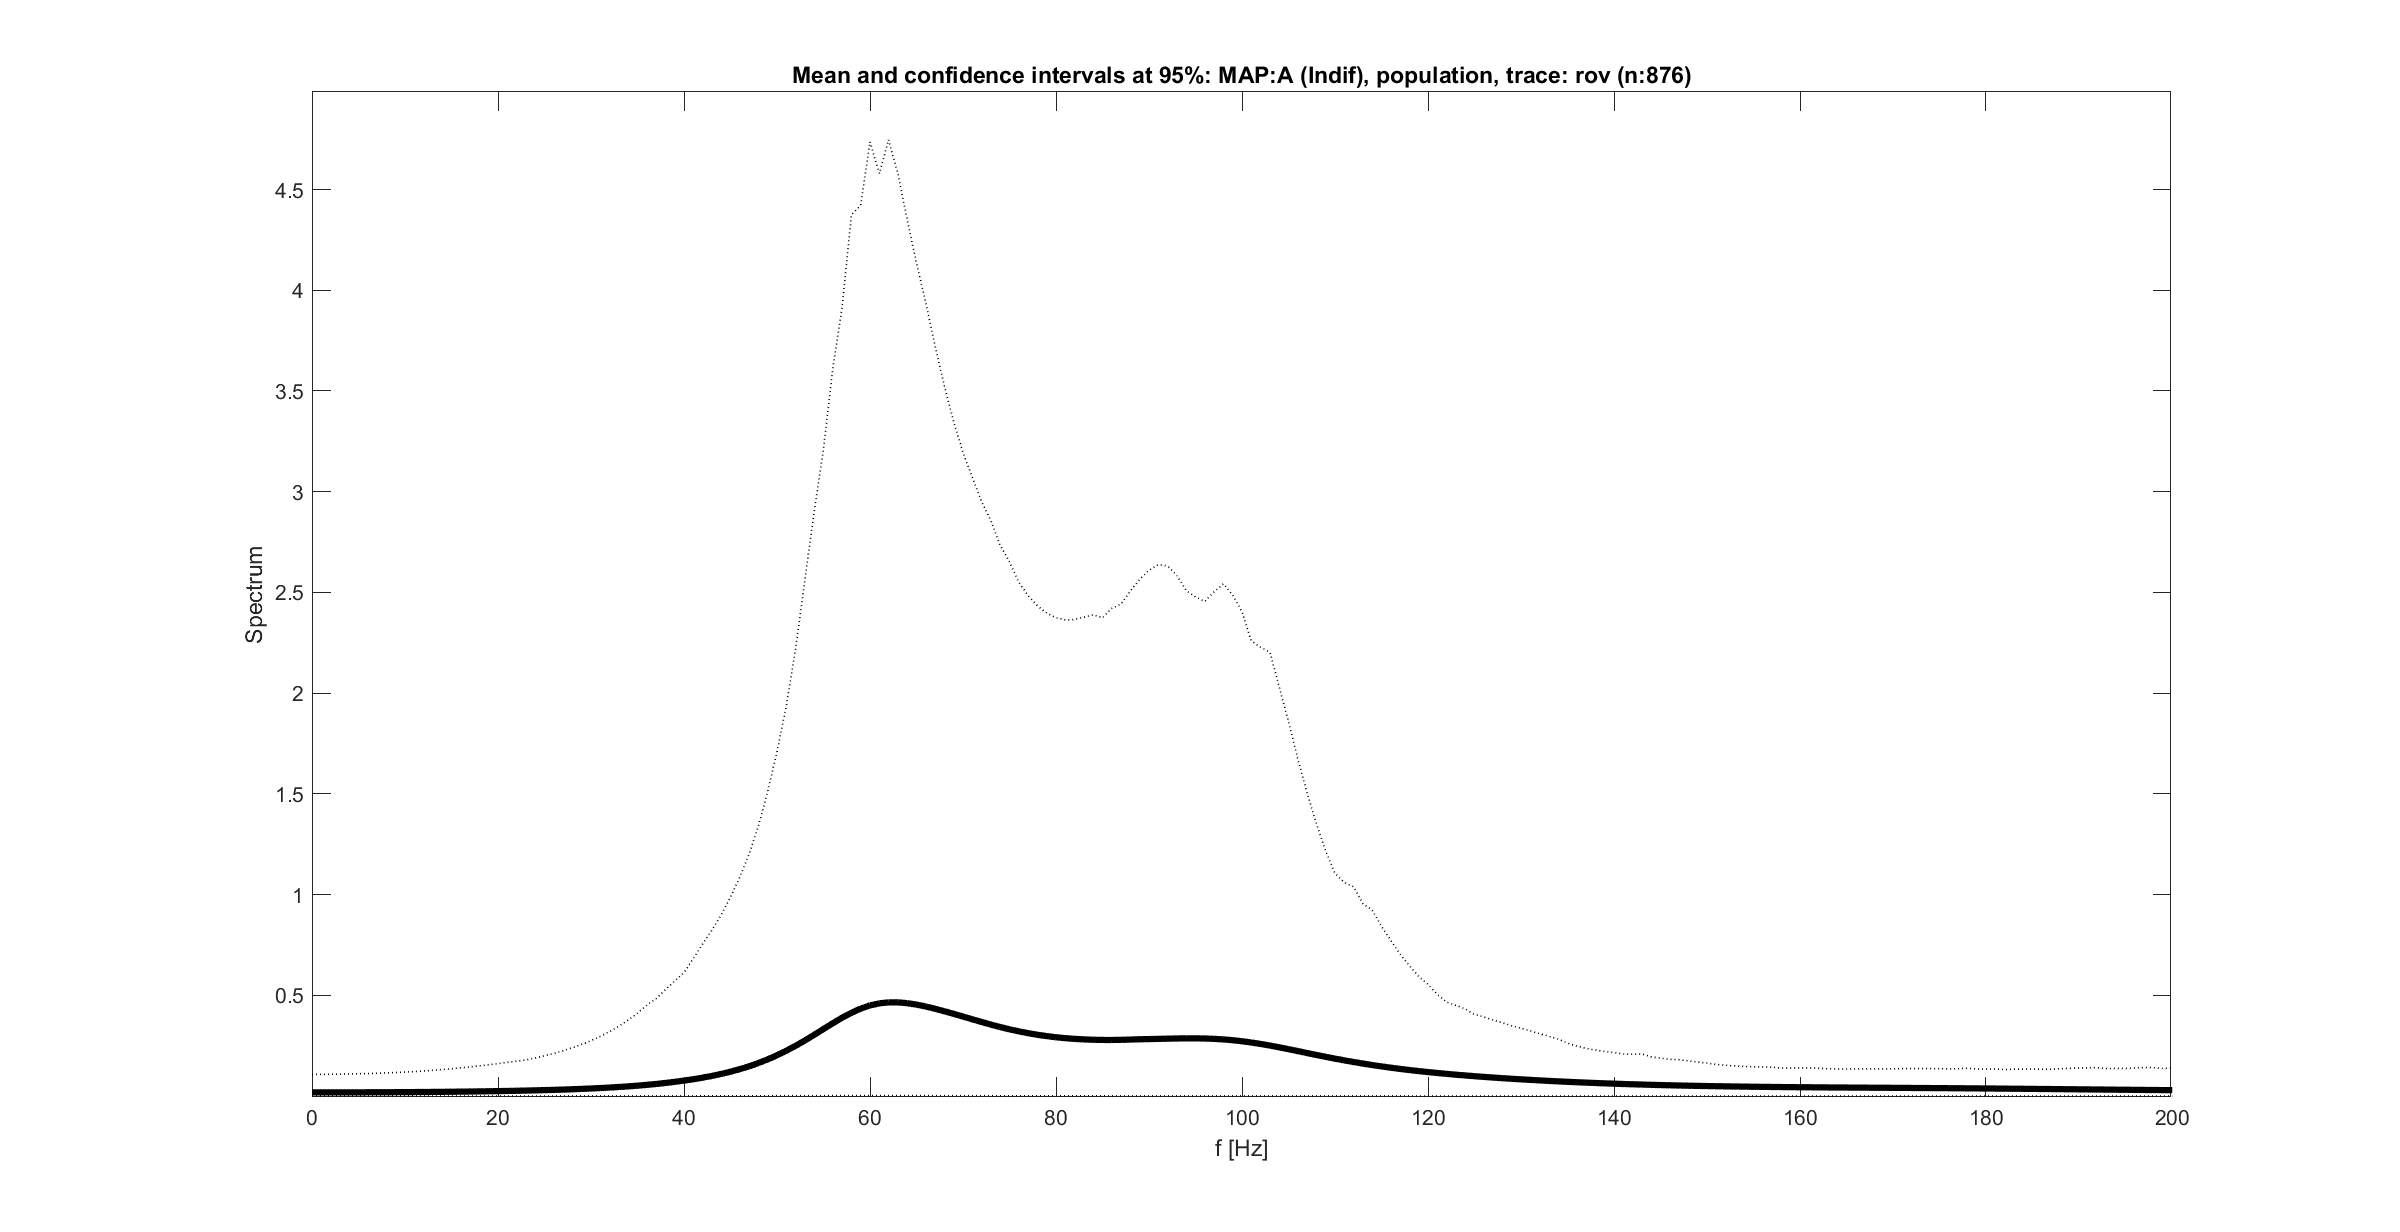 Mean and confidence intervals at 95%: MAP:A (Indif), population, trace: rov (n:876)
4.5
4
3.5
3
2.5
2
1.5
1
0.5
Spectrum
0 20 40 60 80 100 120 140 160 180 200
f [Hz]